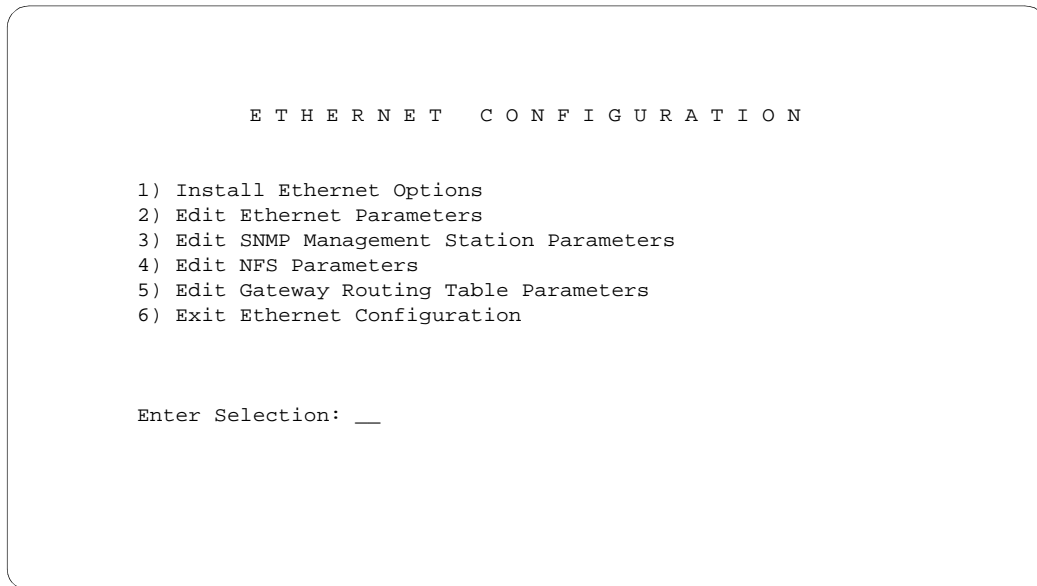 E T H E R N E T   C O N F I G U R A T I O N
1) Install Ethernet Options
2) Edit Ethernet Parameters
3) Edit SNMP Management Station Parameters
4) Edit NFS Parameters
5) Edit Gateway Routing Table Parameters
6) Exit Ethernet Configuration
Enter Selection: __